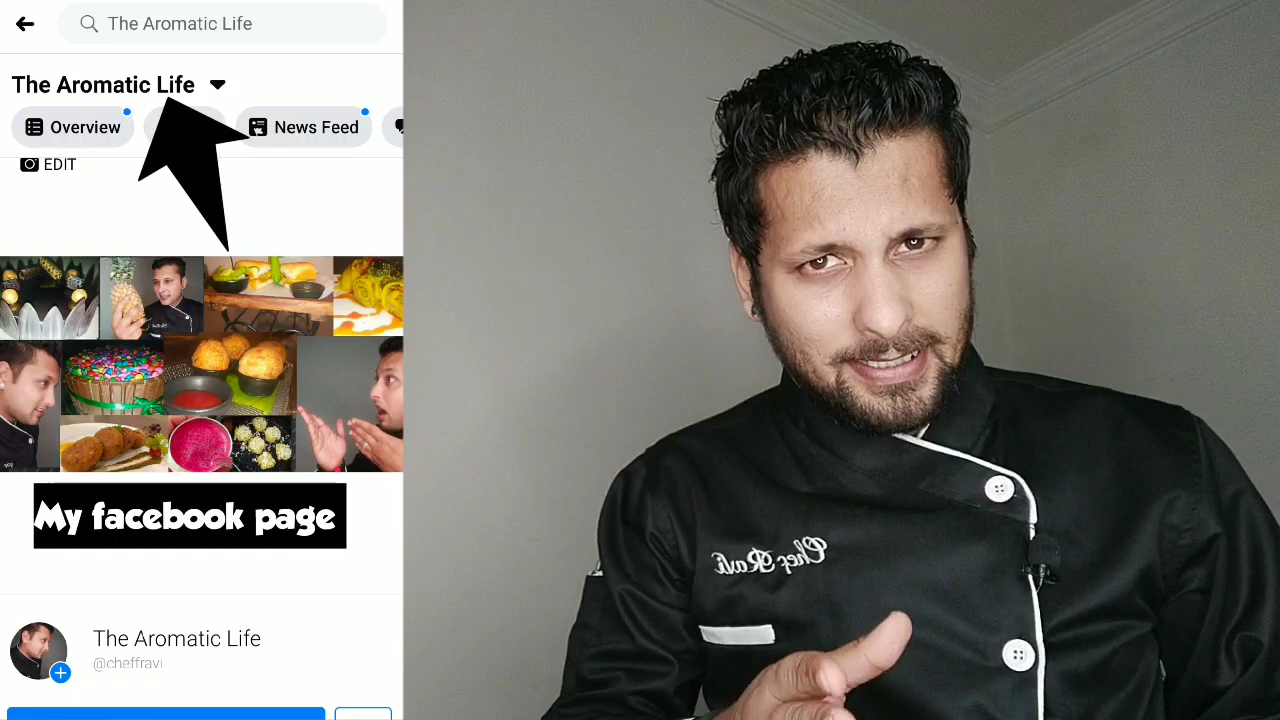 The Aromatic Life
The Aromatic Life
Overview
News Feed
EDIT
My facebook page
The Aromatic Life
@cheffravi
Chef Ravi